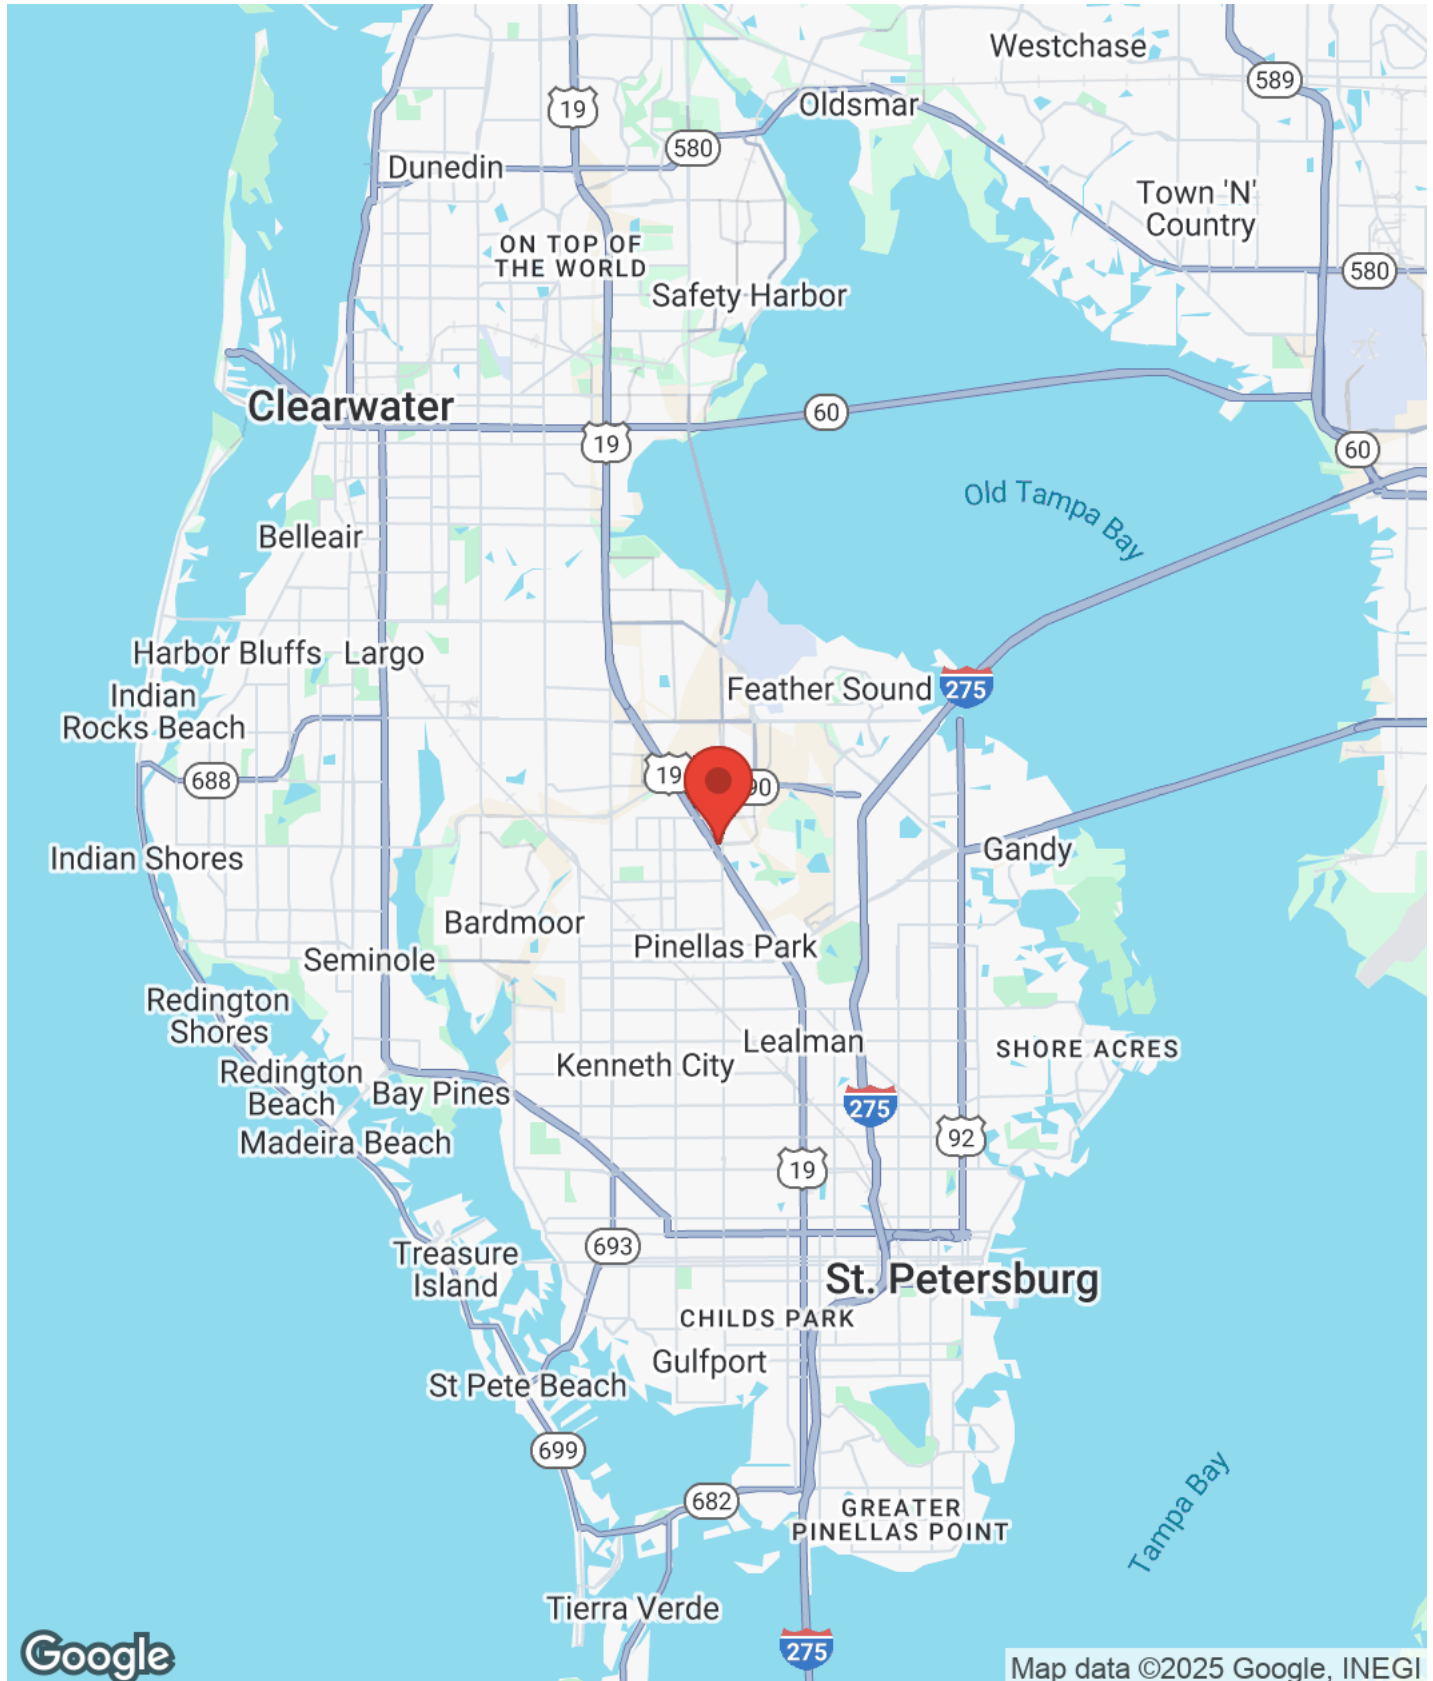 Westchase
589
19
Oldsmar
580
Dunedin
Town 'N'
Country
ON TOP OF
THE WORLD
580
Safety Harbor
Clearwater
60
19
60
Old Tampa Bay
Belleair
Harbor Bluffs
Largo
Feather Sound
275
Indian
Rocks Beach
19
90
688
Gandy
Indian Shores
Bardmoor
Pinellas Park
Seminole
Redington
Shores
Lealman
SHORE ACRES
Kenneth City
Redington
Beach
Bay Pines
275
92
Madeira Beach
19
693
Treasure
Island
St. Petersburg
CHILDS PARK
Gulfport
St Pete Beach
699
682
GREATER
PINELLAS POINT
Tampa Bay
Tierra Verde
275
Google
Map data ©2025 Google, INEGI